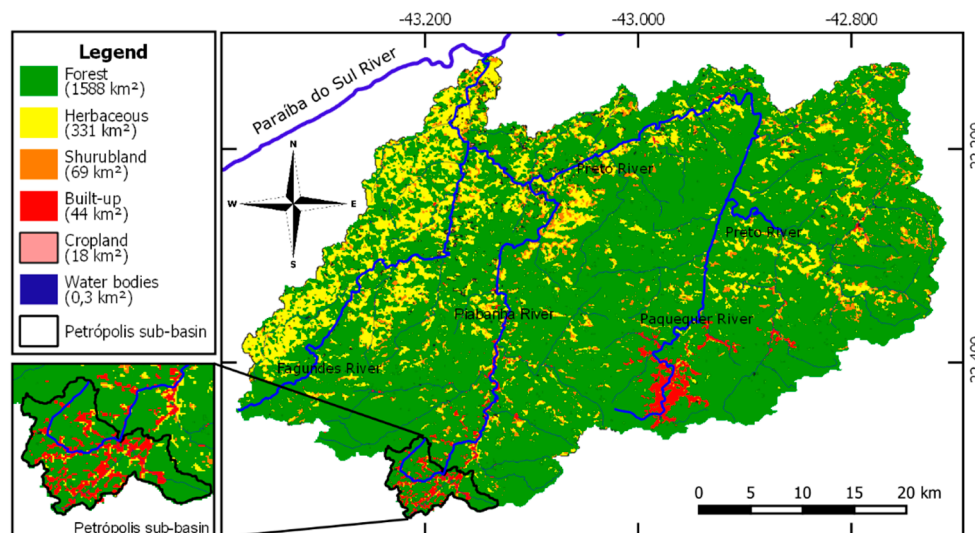 -43.200
-43.000
-42.800
Legend
Forest
(1588 km²)
Herbaceous
(331 km²)
Shurubland
(69 km²)
Built-up
(44 km²)
Cropland
(18 km²)
Water bodies
(0,3 km²)
Petrópolis sub-basin
Paraíba do Sul River
N
W
E
S
Preto River
Preto River
Piabanha River
Paquequer River
Fagundes River
Petrópolis sub-basin
0 5 10 15 20 km